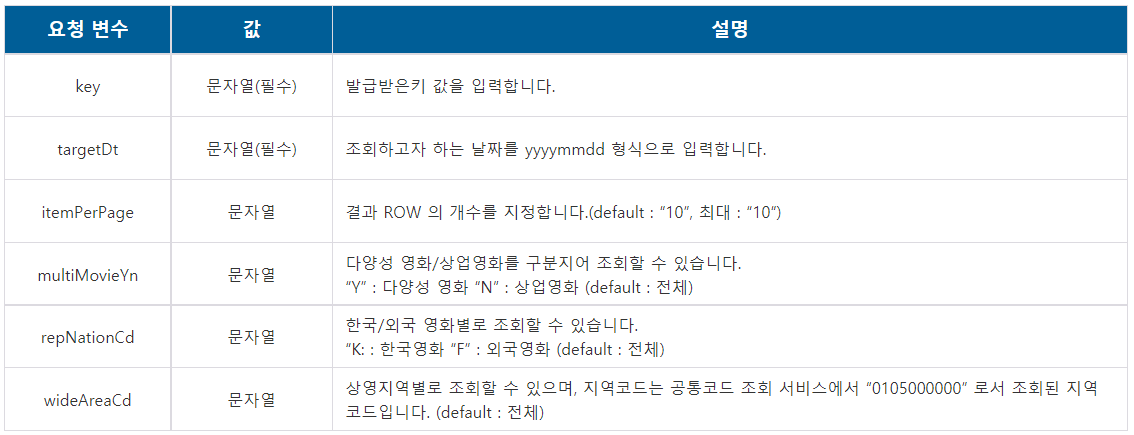 요청 변수 값 설명
key 문자열(필수) 발급받은키 값을 입력합니다.
targetDt 문자열(필수) 조회하고자 하는 날짜를 yyyymmdd 형식으로 입력합니다.
itemPerPage 문자열 결과 ROW 의 개수를 지정합니다.(default : “10”, 최대 : “10“)
multiMovieYn 문자열 다양성 영화/상업영화를 구분지어 조회할 수 있습니다.
“Y” : 다양성 영화 “N” : 상업영화 (default : 전체)
repNationCd 문자열 한국/외국 영화별로 조회할 수 있습니다.
“K: : 한국영화 “F” : 외국영화 (default : 전체)
wideAreaCd 문자열 상영지역별로 조회할 수 있으며, 지역코드는 공통코드 조회 서비스에서 “0105000000” 로서 조회된 지역
코드입니다. (default : 전체)